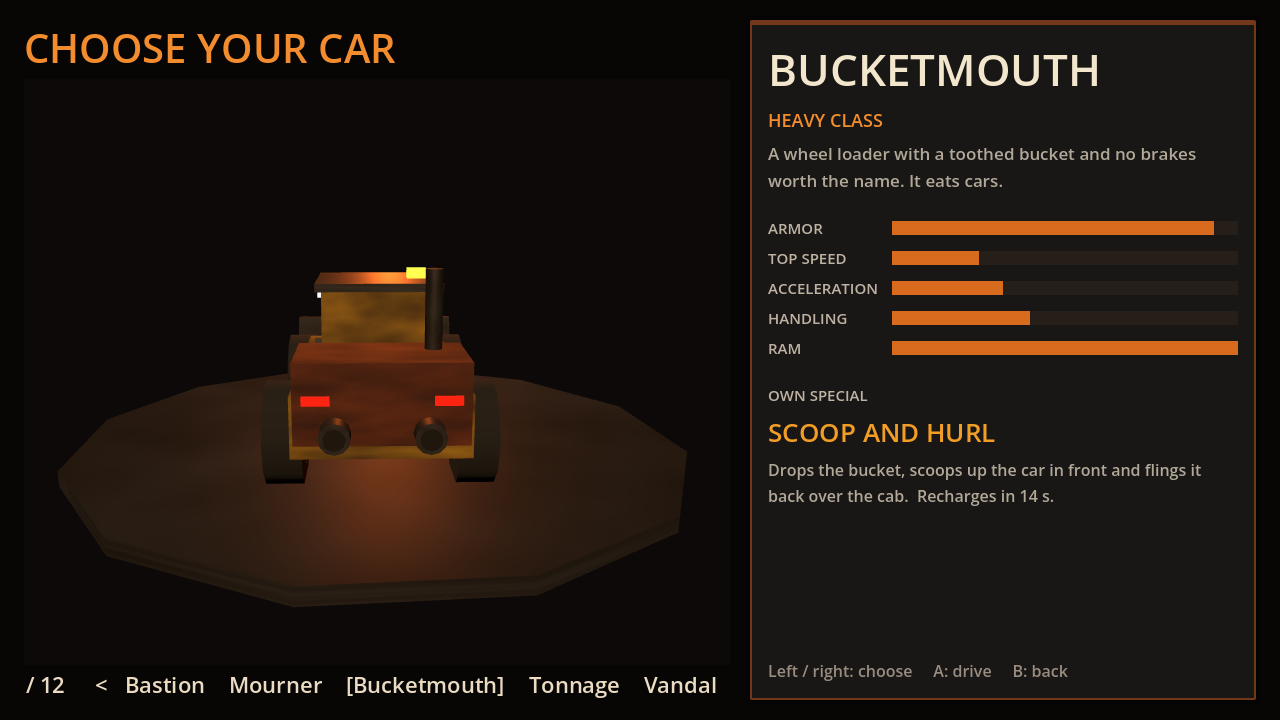 CHOOSE YOUR CAR
/ 12 < Bastion Mourner [Bucketmouth] Tonnage Vandal
BUCKETMOUTH
HEAVY CLASS
A wheel loader with a toothed bucket and no brakes
worth the name. It eats cars.
ARMOR
TOP SPEED
ACCELERATION
HANDLING
RAM
OWN SPECIAL
SCOOP AND HURL
Drops the bucket, scoops up the car in front and flings it
back over the cab. Recharges in 14 s.
Left / right: choose A: drive B: back